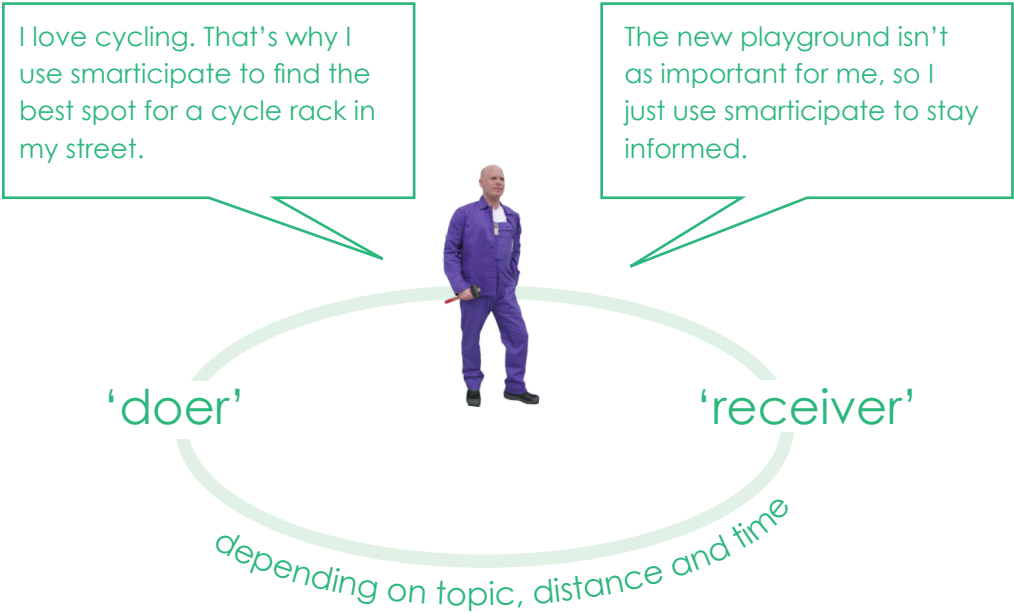 I love cycling. That's why I
use smarticipate to find the
best spot for a cycle rack in
my street.
The new playground isn't
as important for me, so I
just use smarticipate to stay
informed.
‘doer’
‘receiver’
depending on topic, distance and time